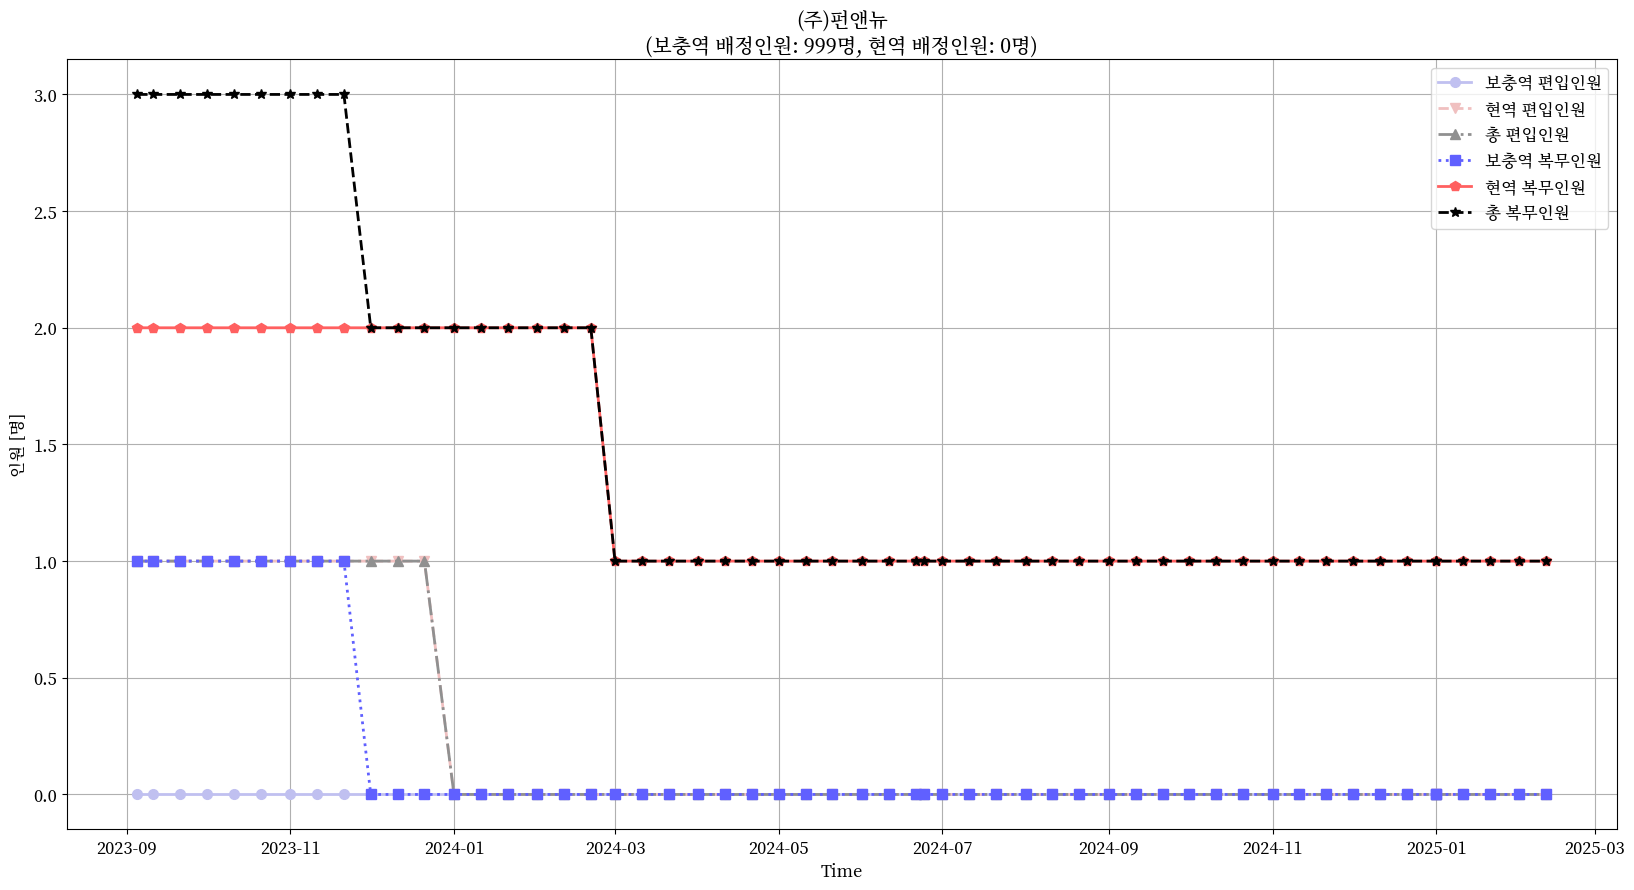 (주)펀앤뉴
(보충역 배정인원: 999명, 현역 배정인원: 0명)
보충역 편입인원
현역 편입인원
총 편입인원
보충역 복무인원
현역 복무인원
총 복무인원
인원 [명]
3.0
2.5
2.0
1.5
1.0
0.5
0.0
2023-09
2023-11
2024-01
2024-03
2024-05
2024-07
2024-09
2024-11
2025-01
2025-03
Time